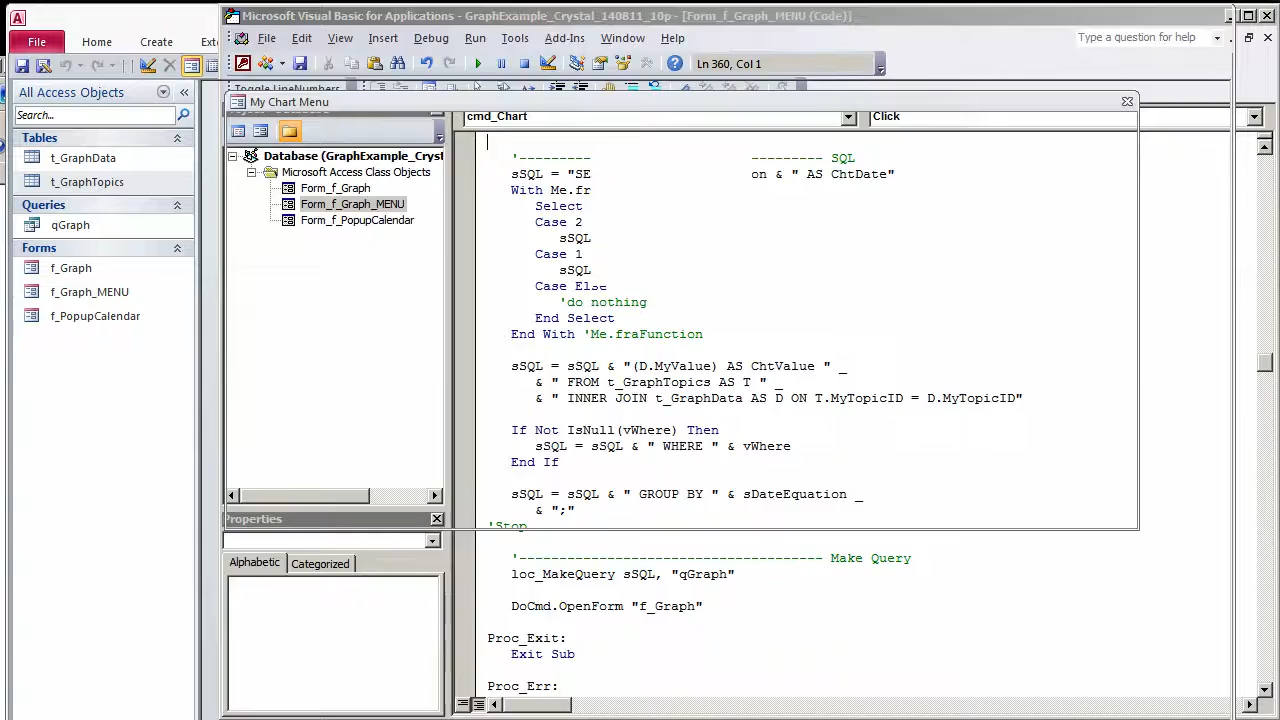 Microsoft Visual Basic for Applications - GraphExample_Crystal_140811_10p - [Form_f_Graph_MENU (Code)]
File Home Create Ext
File Edit View Insert Debug Run Tools Add-Ins Window Help
Type a question for help
Ln 360, Col 1
Toggle LineNumbers
All Access Objects
Search...
Tables
t_GraphData
t_GraphTopics
Queries
qGraph
Forms
f_Graph
f_Graph_MENU
f_PopupCalendar
My Chart Menu
Database (GraphExample_Cryst
Microsoft Access Class Objects
Form_f_Graph
Form_f_Graph_MENU
Form_f_PopupCalendar
Properties
Alphabetic Categorized
cmd_Chart Click
'--------- --------- SQL
sSQL = "SE on & " AS ChtDate"
With Me.fr
Select
Case 2
sSQL
Case 1
sSQL
Case Else
'do nothing
End Select
End With 'Me.fraFunction
sSQL = sSQL & "(D.MyValue) AS ChtValue " _
& " FROM t_GraphTopics AS T " _
& " INNER JOIN t_GraphData AS D ON T.MyTopicID = D.MyTopicID"
If Not IsNull(vWhere) Then
sSQL = sSQL & " WHERE " & vWhere
End If
sSQL = sSQL & " GROUP BY " & sDateEquation _
& ";"
'Stop
'-------------------------------------- Make Query
loc_MakeQuery sSQL, "qGraph"
DoCmd.OpenForm "f_Graph"
Proc_Exit:
Exit Sub
Proc_Err: